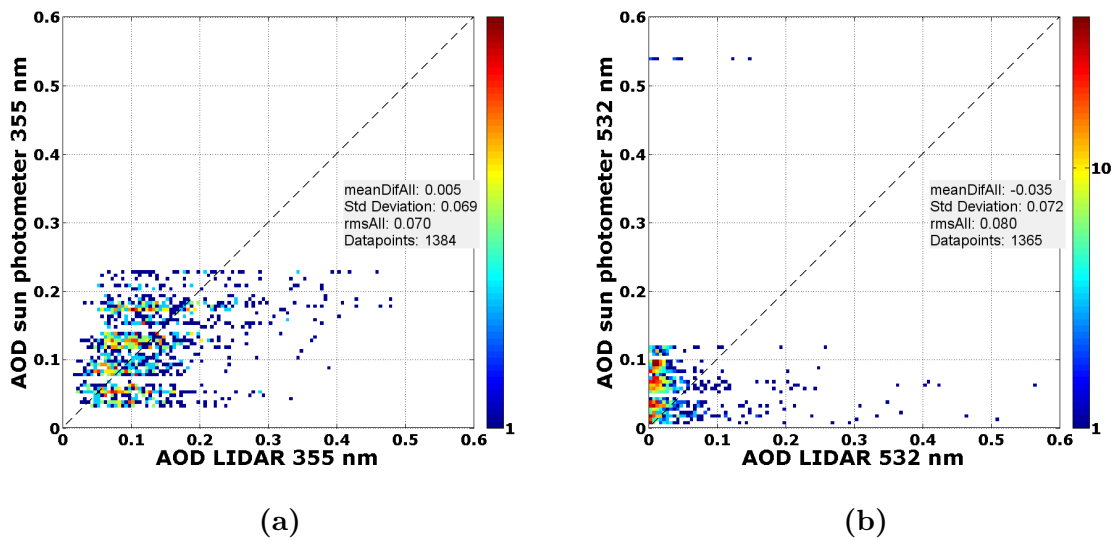 0.6
0.5
0.4
0.3
0.2
0.1
0
AOD sun photometer 355 nm
meanDifAll: 0.005
Std Deviation: 0.069
rmsAll: 0.070
Datapoints: 1384
0 0.1 0.2 0.3 0.4 0.5 0.6
AOD LIDAR 355 nm
1
(a)
0.6
0.5
0.4
0.3
0.2
0.1
0
AOD sun photometer 532 nm
meanDifAll: -0.035
Std Deviation: 0.072
rmsAll: 0.080
Datapoints: 1365
0 0.1 0.2 0.3 0.4 0.5 0.6
AOD LIDAR 532 nm
10
1
(b)